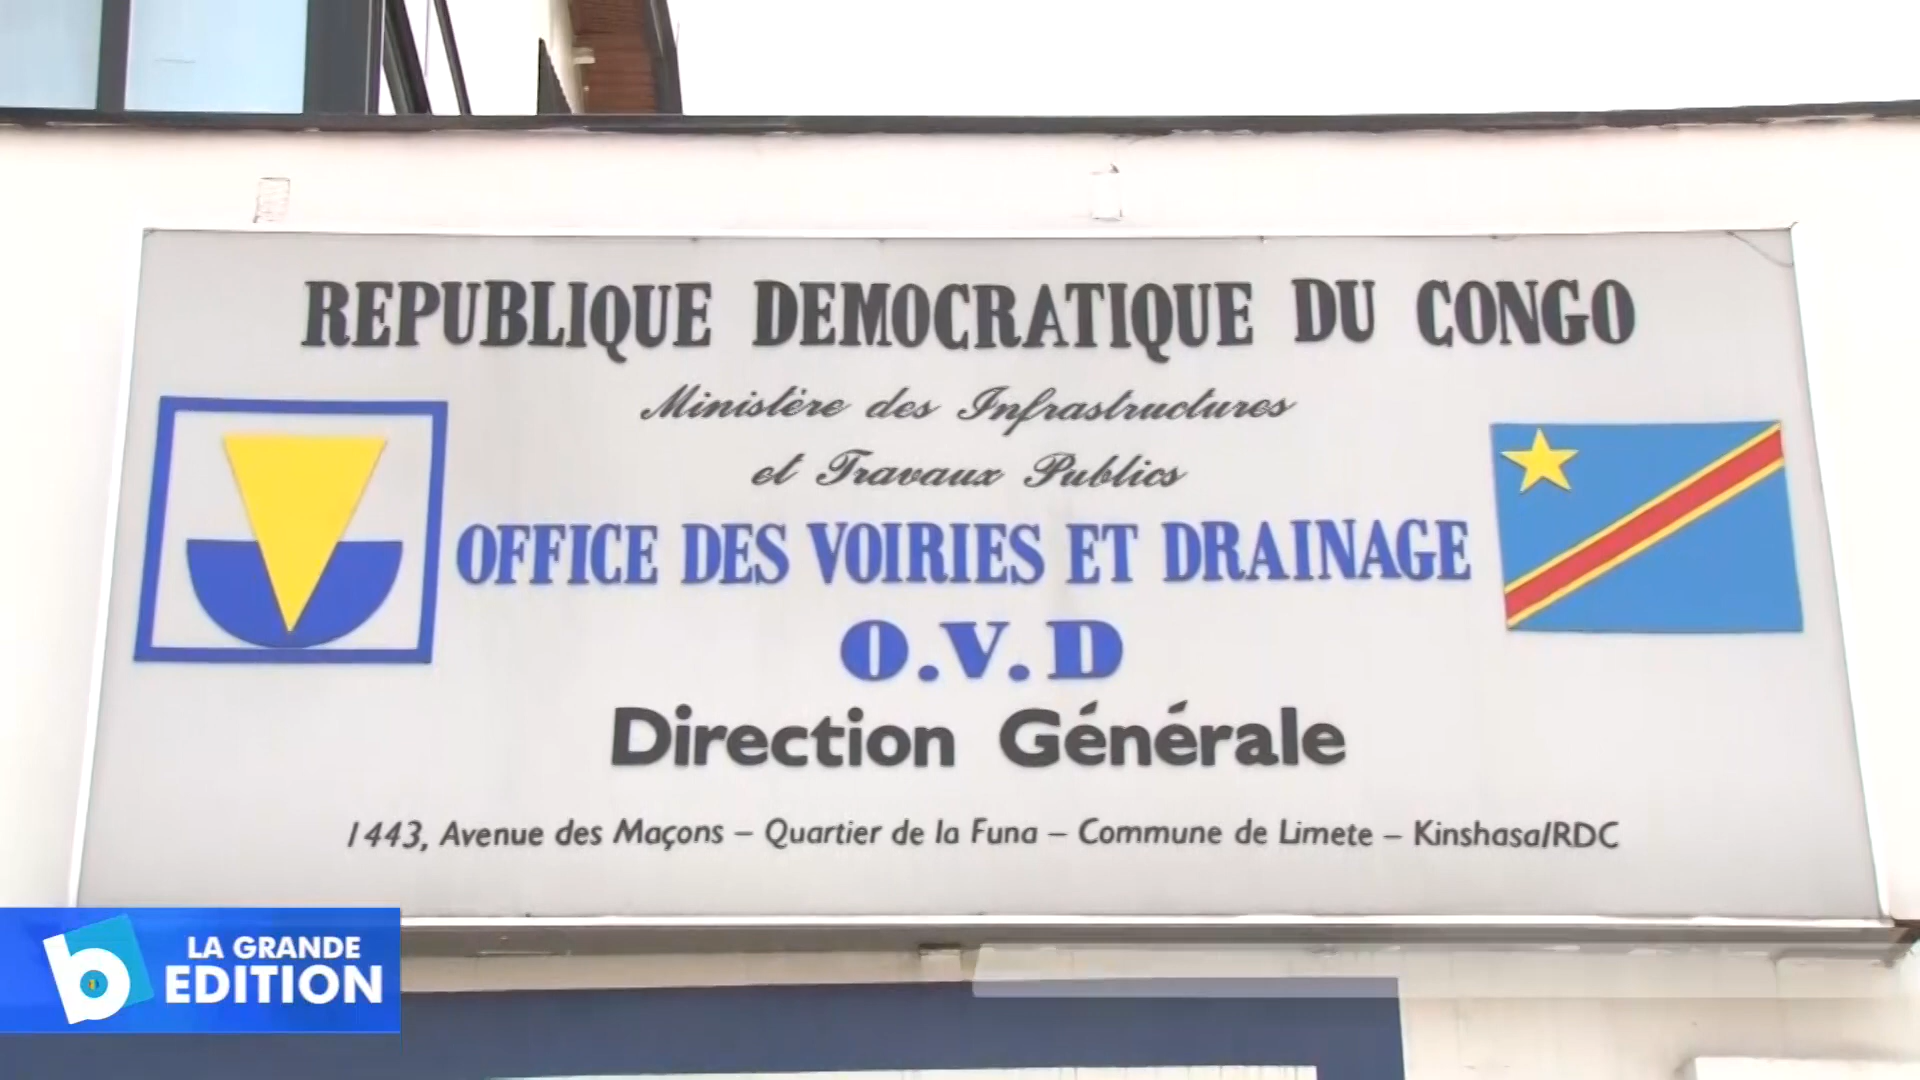 REPUBLIQUE DEMOCRATIQUE DU CONGO
Ministère des Infrastructures
et Travaux Publics
OFFICE DES VOIRIES ET DRAINAGE
O.V.D
Direction Générale
1443, Avenue des Maçons – Quartier de la Funa – Commune de Limete – Kinshasa/RDC
b LA GRANDE
EDITION